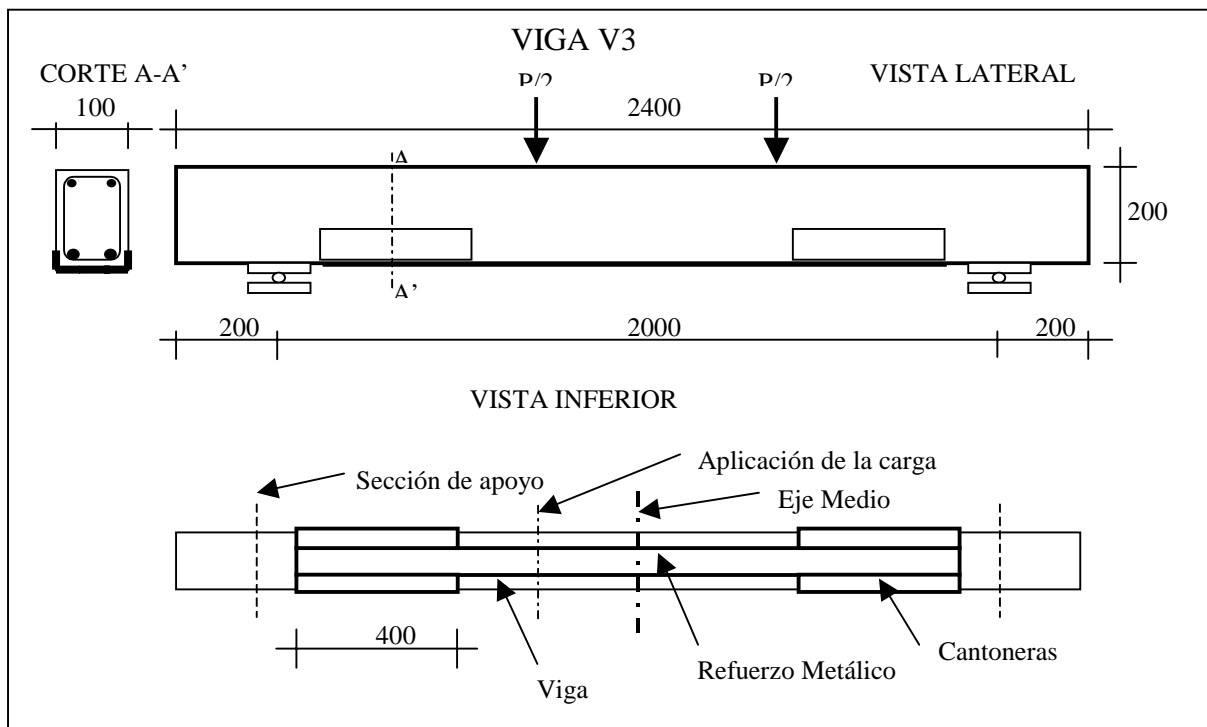 VIGA V3
CORTE A-A’
VISTA LATERAL
P/2
P/2
100
2400
A
200
A’
200
2000
200
VISTA INFERIOR
Sección de apoyo
Aplicación de la carga
Eje Medio
400
Viga
Refuerzo Metálico
Cantoneras